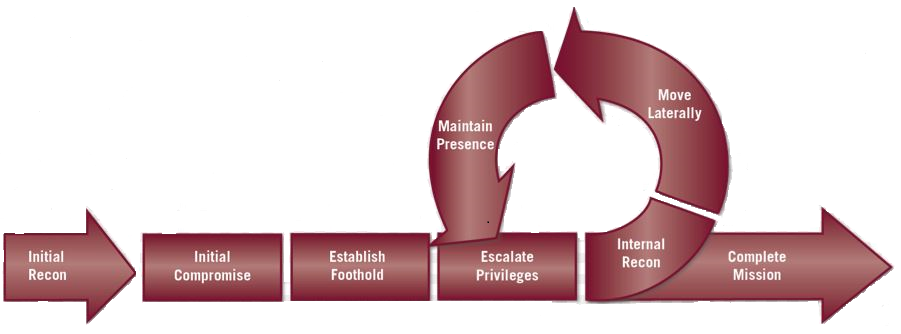 Initial
Recon
Initial
Compromise
Establish
Foothold
Escalate
Privileges
Internal
Recon
Move
Laterally
Maintain
Presence
Complete
Mission